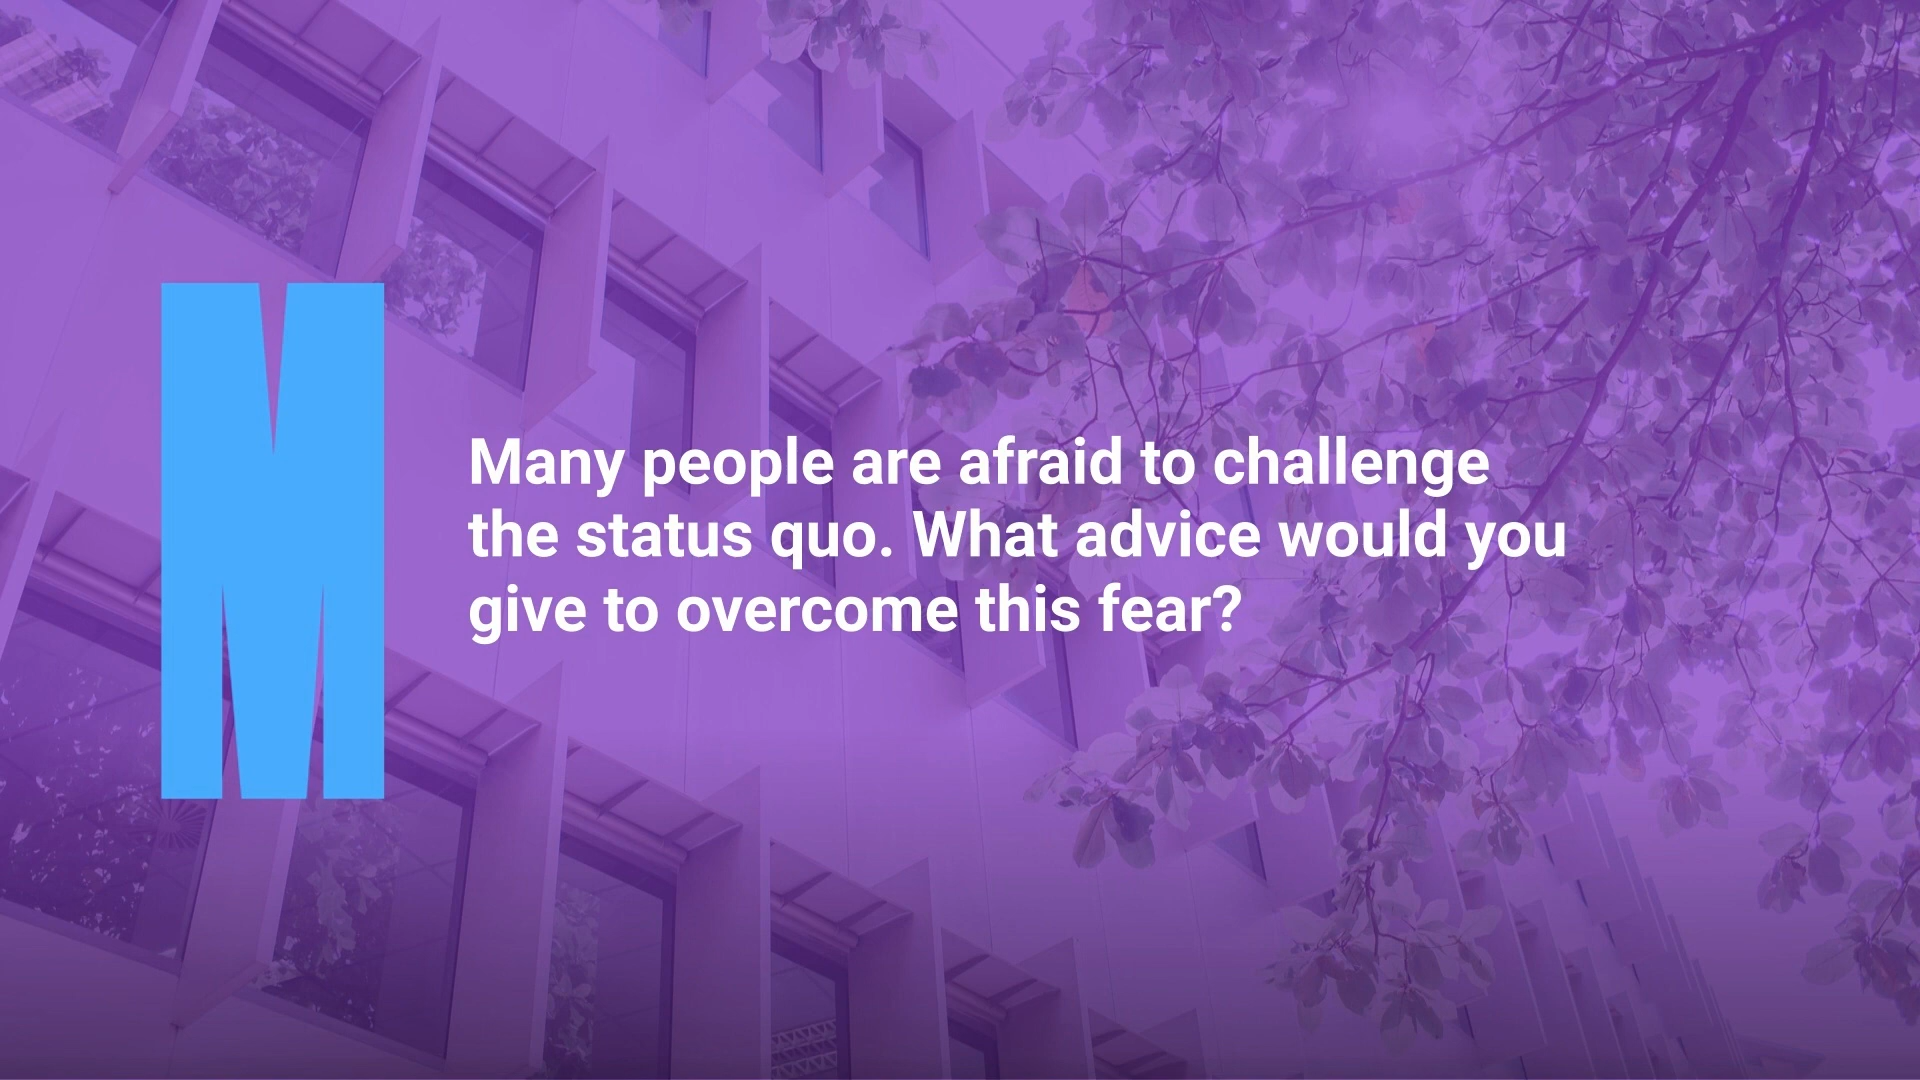 M
Many people are afraid to challenge
the status quo. What advice would you
give to overcome this fear?